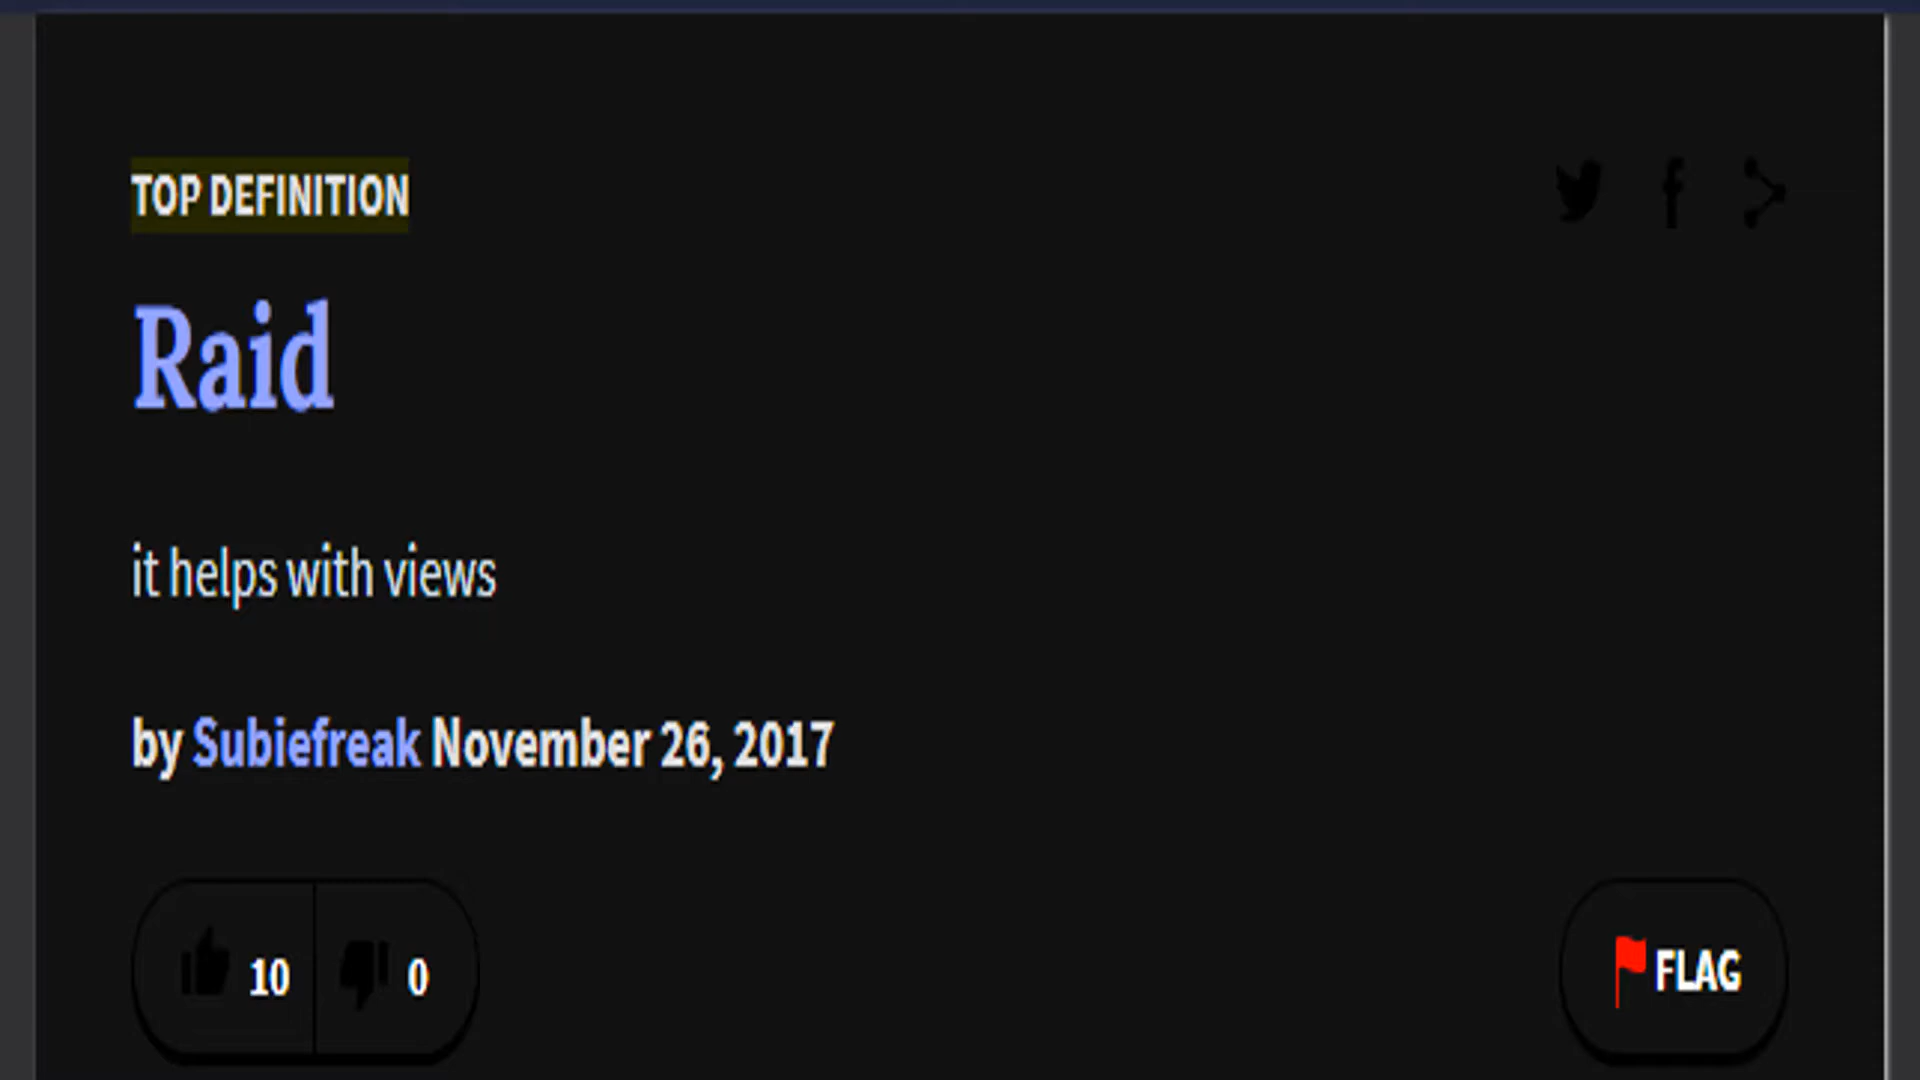 TOP DEFINITION
Raid
it helps with views
by Subiefreak November 26, 2017
10 0 FLAG